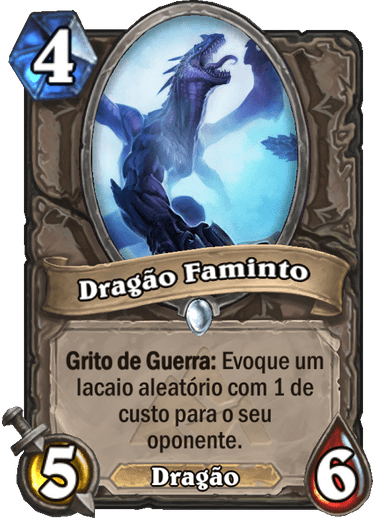 4
Dragão Faminto
Grito de Guerra: Evoque um
lacaio aleatório com 1 de
custo para o seu
oponente.
5
Dragão
6